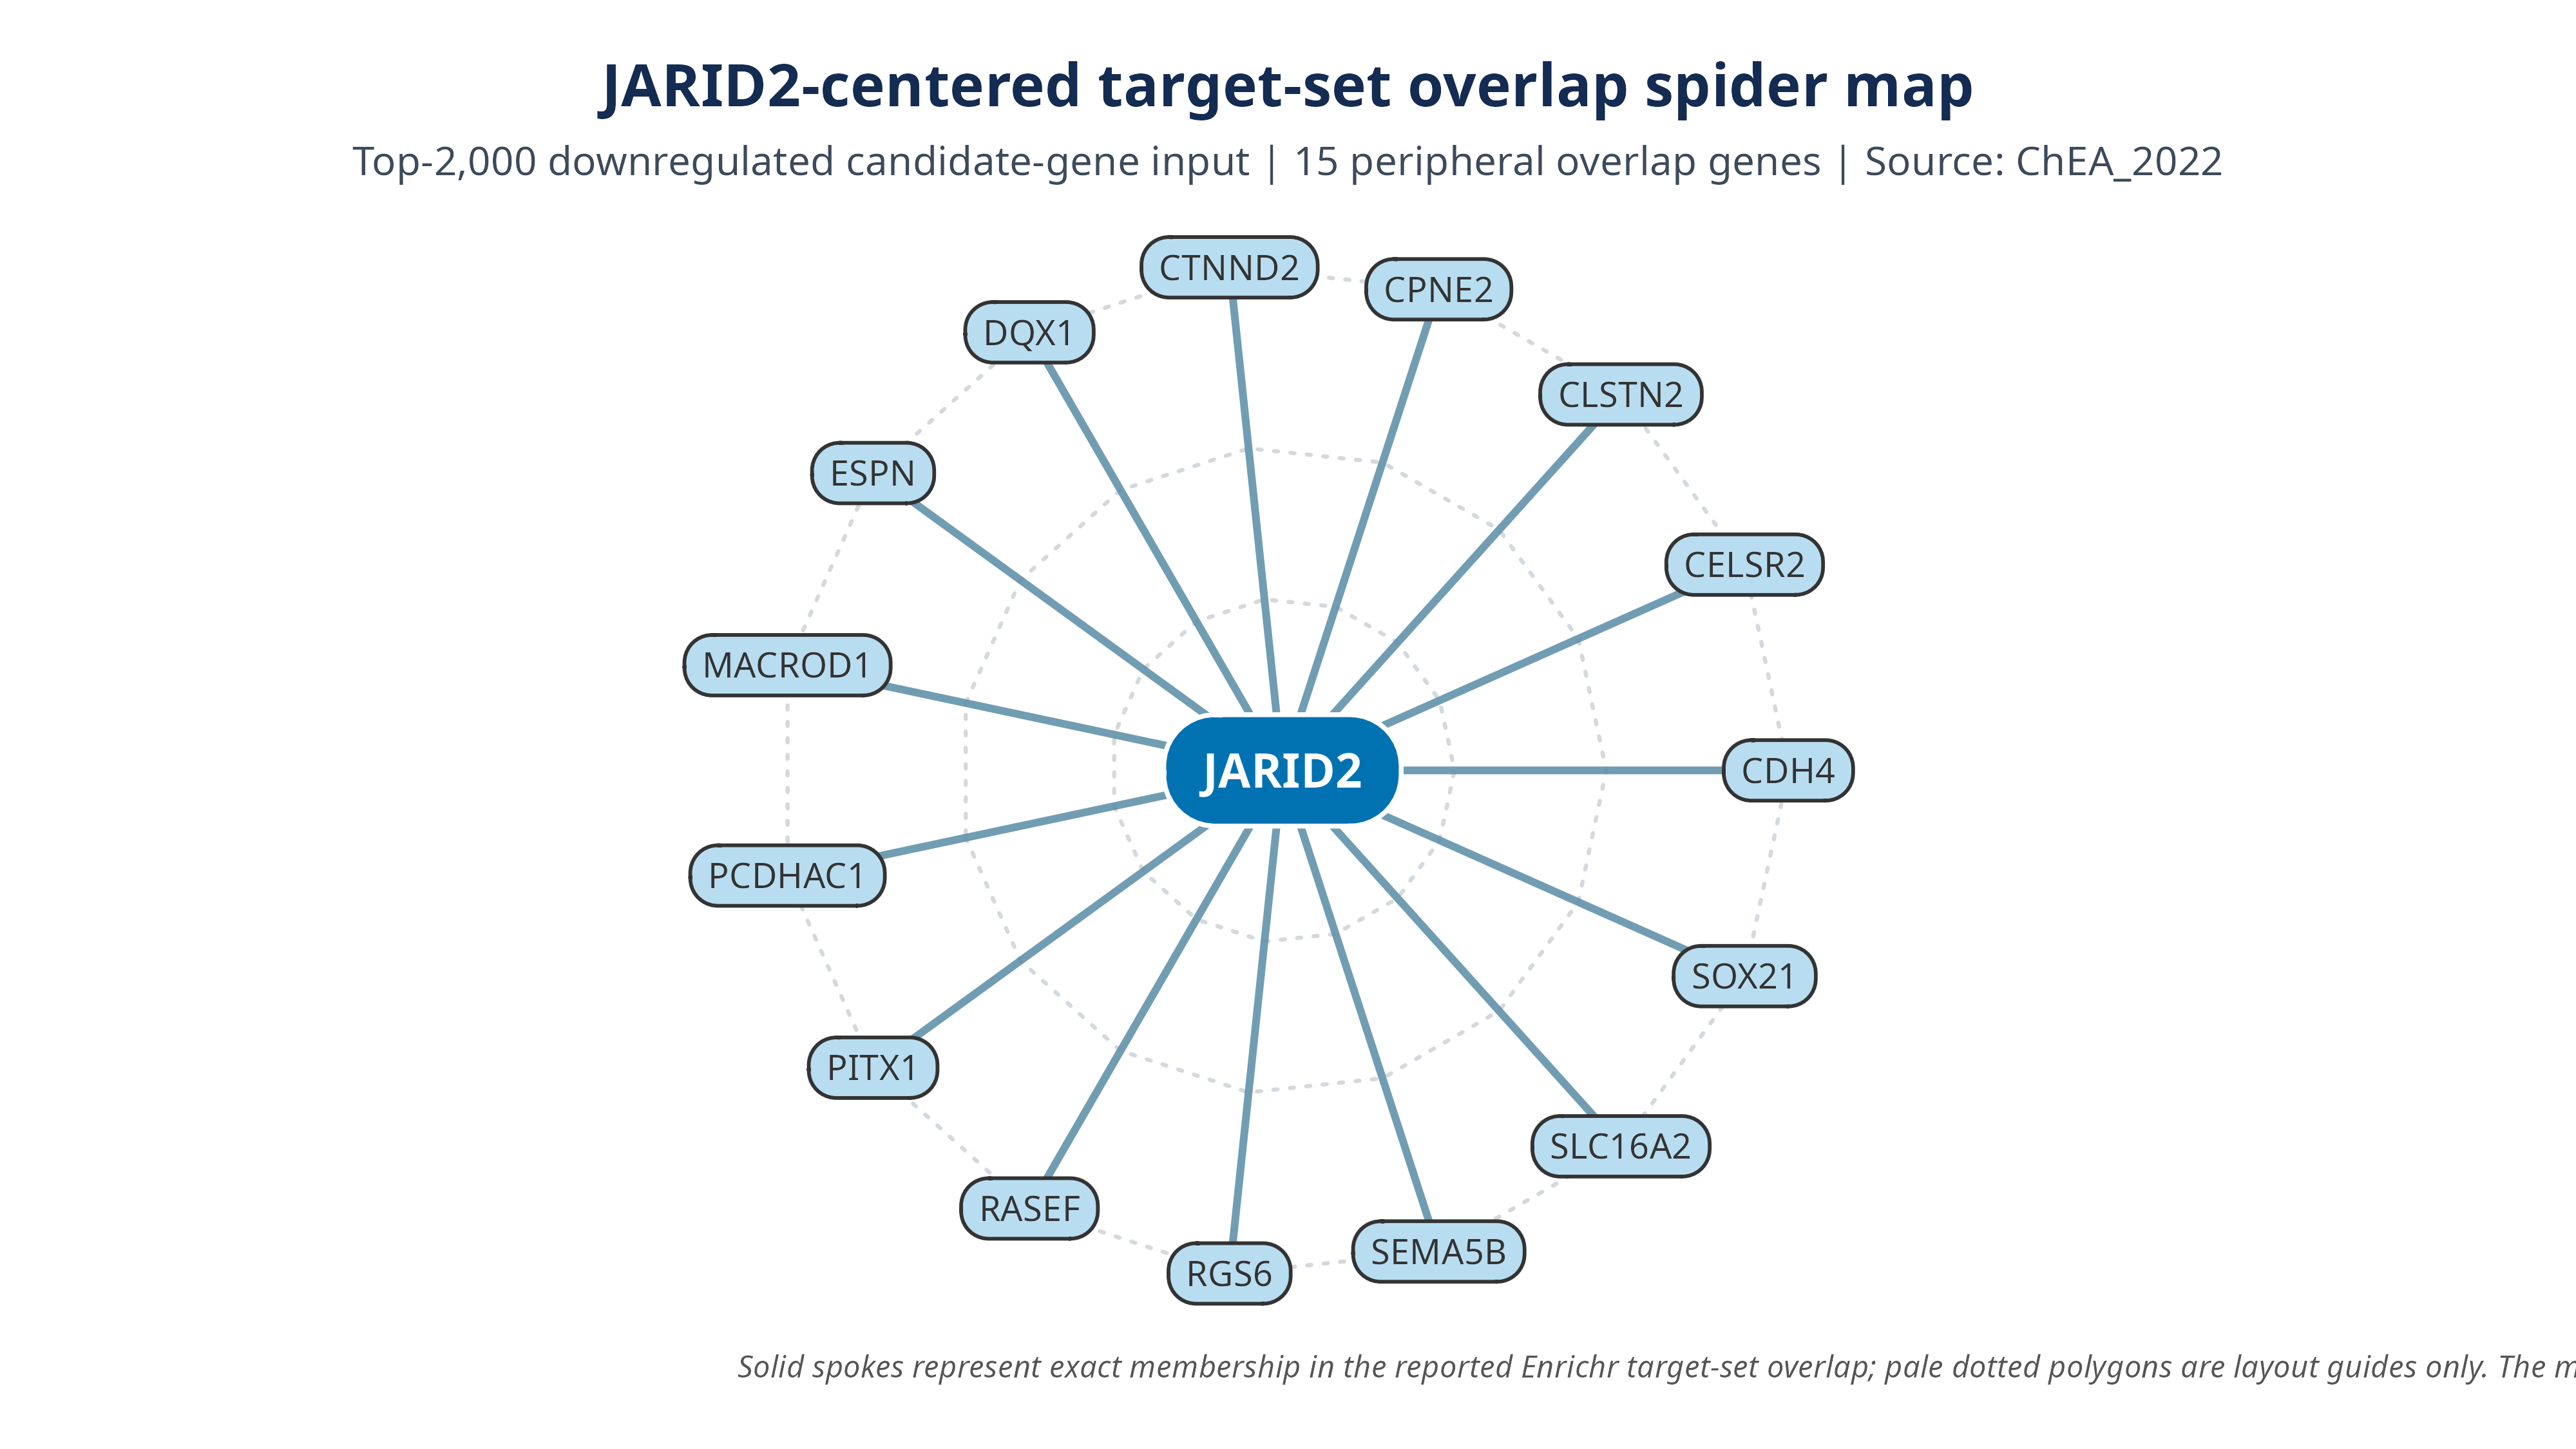 JARID2-centered target-set overlap spider map
Top-2,000 downregulated candidate-gene input | 15 peripheral overlap genes | Source: ChEA_2022
CTNND2
CPNE2
DQX1
CLSTN2
ESPN
CELSR2
MACROD1
JARID2
CDH4
PCDHAC1
SOX21
PITX1
SLC16A2
RASEF
SEMA5B
RGS6
Solid spokes represent exact membership in the reported Enrichr target-set overlap; pale dotted polygons are layout guides only. The